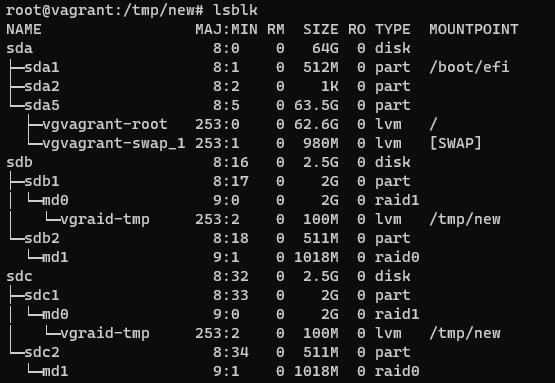 root@vagrant:/tmp/new# lsblk
NAME                 MAJ:MIN RM  SIZE RO TYPE  MOUNTPOINT
sda                    8:0    0   64G  0 disk
├─sda1                 8:1    0  512M  0 part  /boot/efi
├─sda2                 8:2    0    1K  0 part
└─sda5                 8:5    0 63.5G  0 part
  ├─vgvagrant-root   253:0    0 62.6G  0 lvm   /
  └─vgvagrant-swap_1 253:1    0  980M  0 lvm   [SWAP]
sdb                    8:16   0  2.5G  0 disk
├─sdb1                 8:17   0    2G  0 part
│ └─md0                9:0    0    2G  0 raid1
│   └─vgraid-tmp     253:2    0  100M  0 lvm   /tmp/new
└─sdb2                 8:18   0  511M  0 part
  └─md1                9:1    0 1018M  0 raid0
sdc                    8:32   0  2.5G  0 disk
├─sdc1                 8:33   0    2G  0 part
│ └─md0                9:0    0    2G  0 raid1
│   └─vgraid-tmp     253:2    0  100M  0 lvm   /tmp/new
└─sdc2                 8:34   0  511M  0 part
  └─md1                9:1    0 1018M  0 raid0